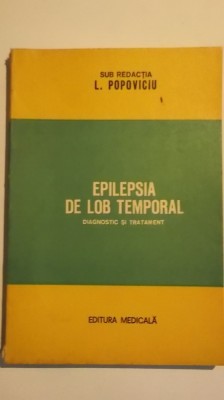 SUB REDACȚIA
L. POPOVICIU
EPILEPSIA
DE LOB TEMPORAL
DIAGNOSTIC ȘI TRATAMENT
EDITURA MEDICALĂ